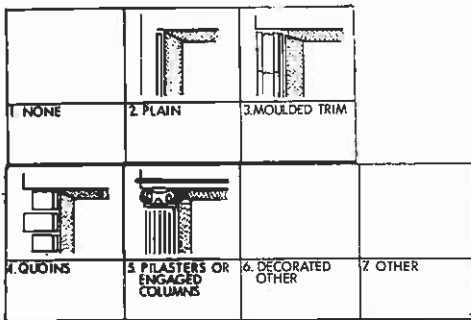 1. NONE
2. PLAIN
3. MOULDED TRIM
4. QUOINS
5. PILASTERS OR
ENGAGED
COLUMNS
6. DECORATED
OTHER
7. OTHER